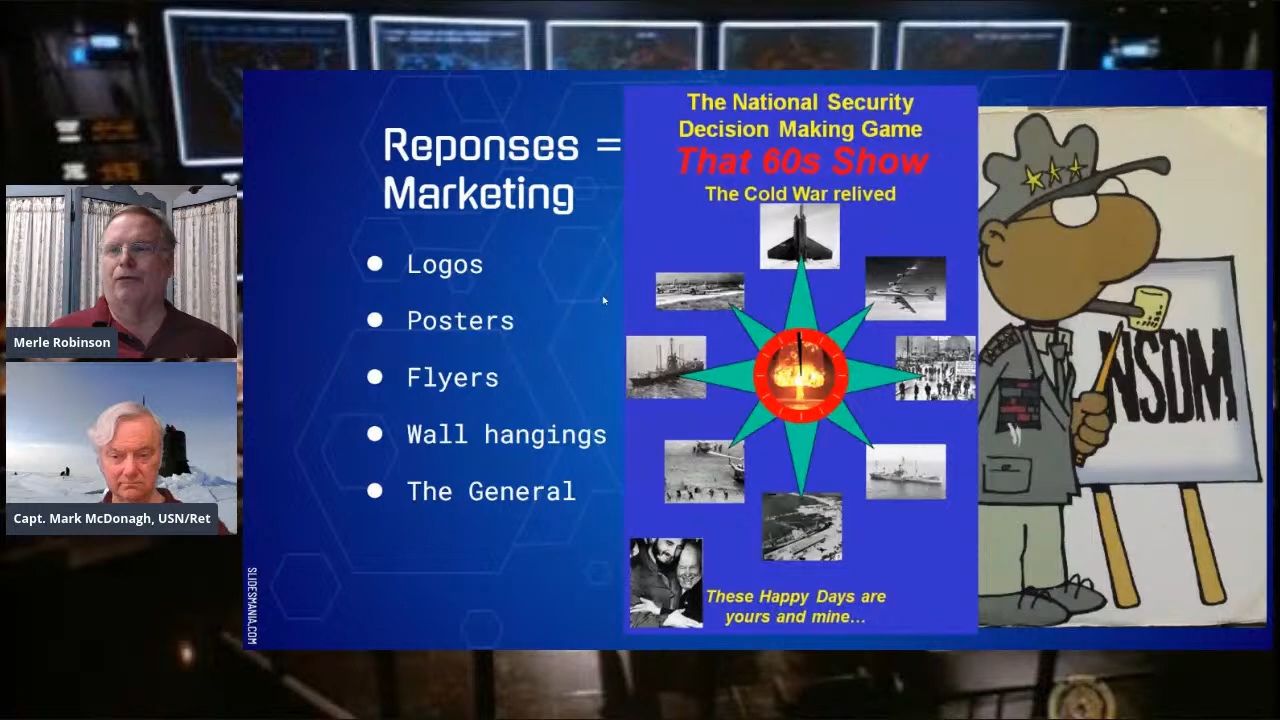 Reponses =
Marketing
Logos
Posters
Flyers
Wall hangings
The General
SLIDESMANIA.COM
The National Security
Decision Making Game
That 60s Show
The Cold War relived
These Happy Days are
yours and mine...
NSDM
Merle Robinson
Capt. Mark McDonagh, USN/Ret